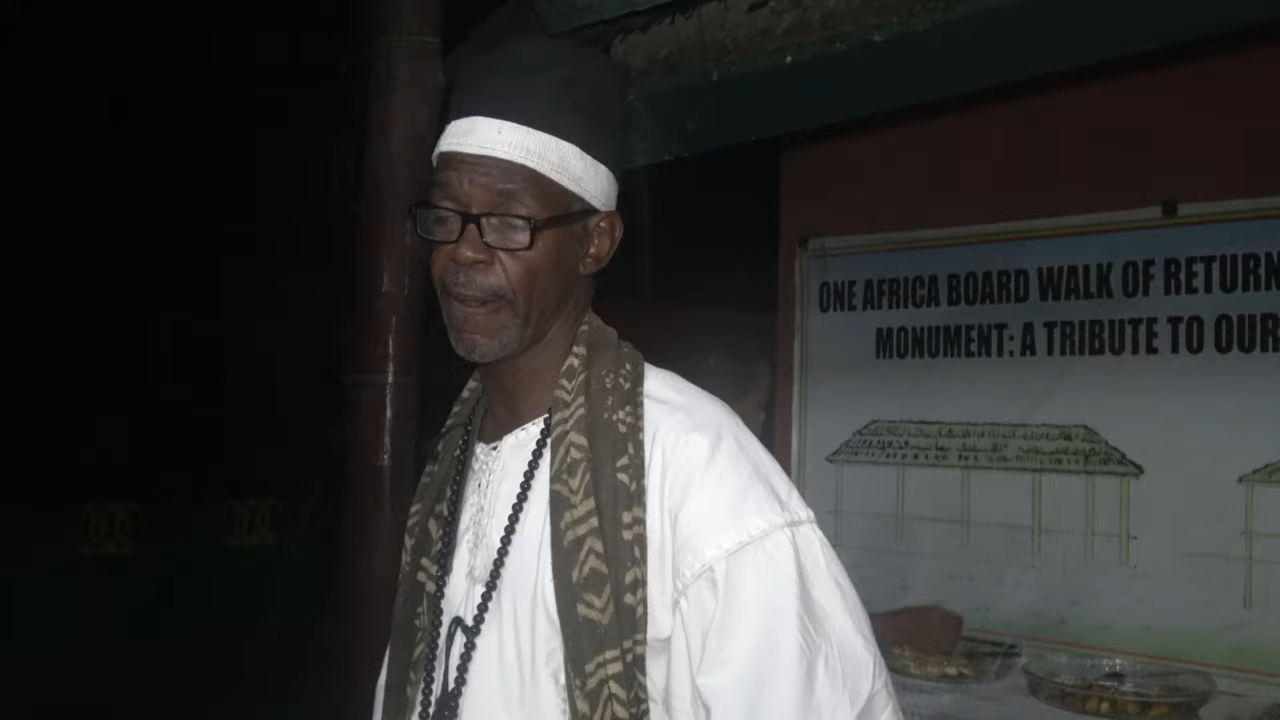 ONE AFRICA BOARD WALK OF RETURN
MONUMENT: A TRIBUTE TO OUR